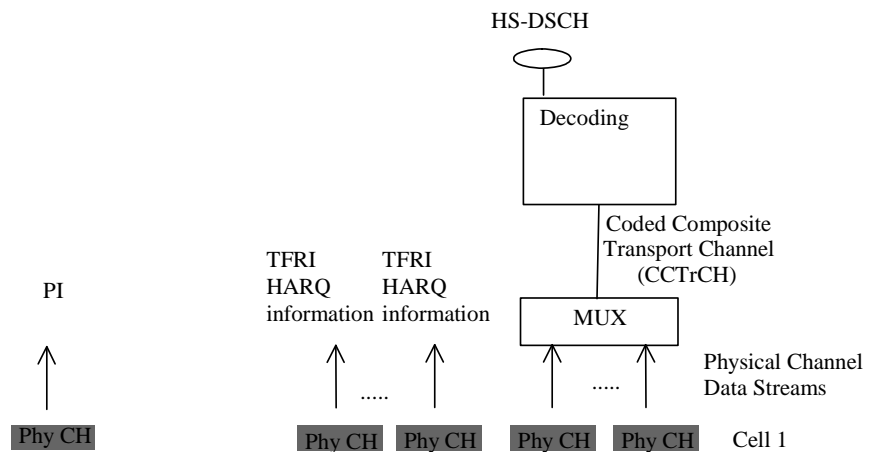 HS-DSCH
Decoding
Coded Composite
Transport Channel
(CCTrCH)
TFRI
HARQ
information
TFRI
HARQ
information
PI
MUX
Physical Channel
Data Streams
.....
.....
Phy CH
Phy CH
Phy CH
Phy CH
Phy CH
Cell 1